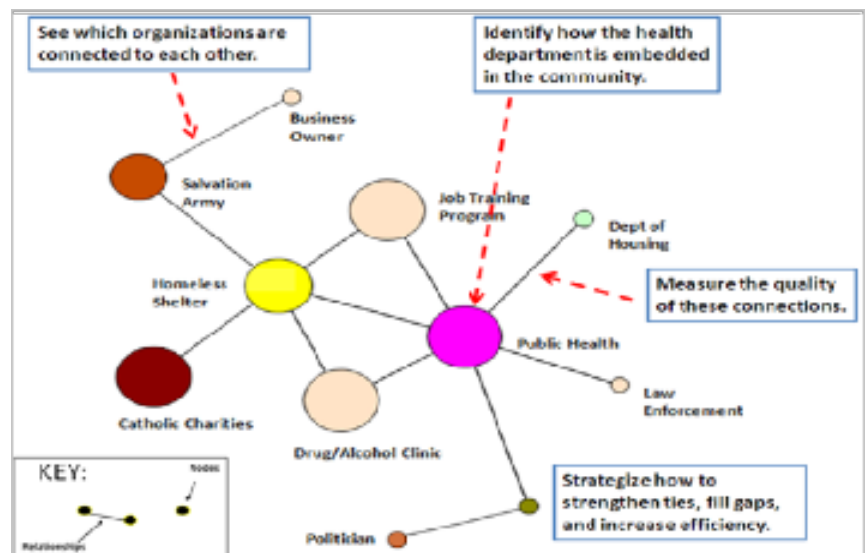 See which organizations are
connected to each other.
Identify how the health
department is embedded
in the community.
Business
Owner
Salvation
Army
Job Training
Program
Dept of
Housing
Homeless
Shelter
Measure the quality
of these connections.
Public Health
Law
Enforcement
Catholic Charities
Drug/Alcohol Clinic
KEY:
Nodes
Relationships
Strategize how to
strengthen ties, fill gaps,
and increase efficiency.
Politician